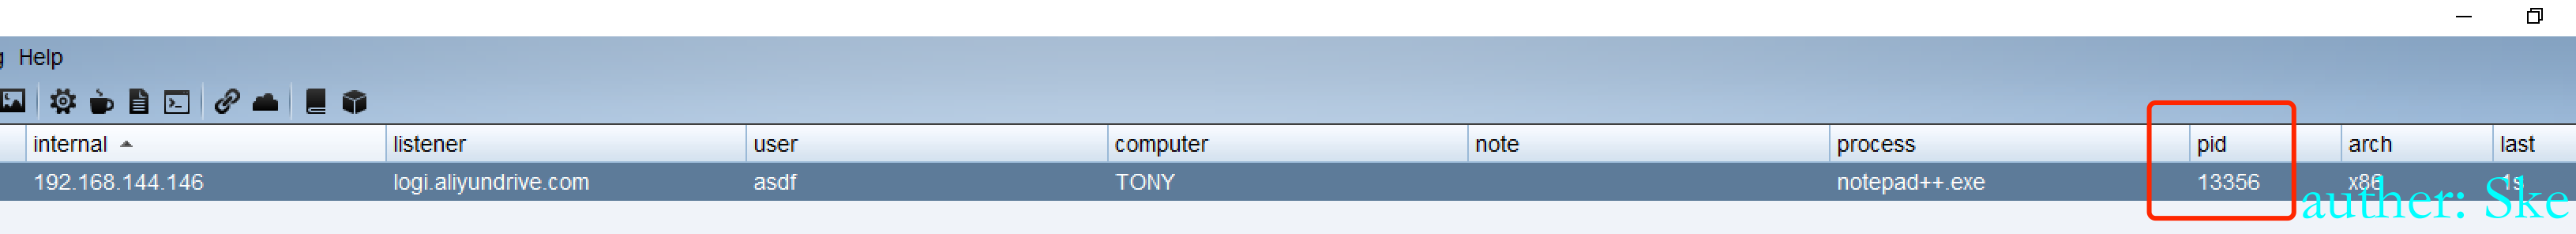 g Help
internal listener user computer note process pid arch last
192.168.144.146 logi.aliyundrive.com asdf TONY notepad++.exe 13356 x86 1s
auther: Ske